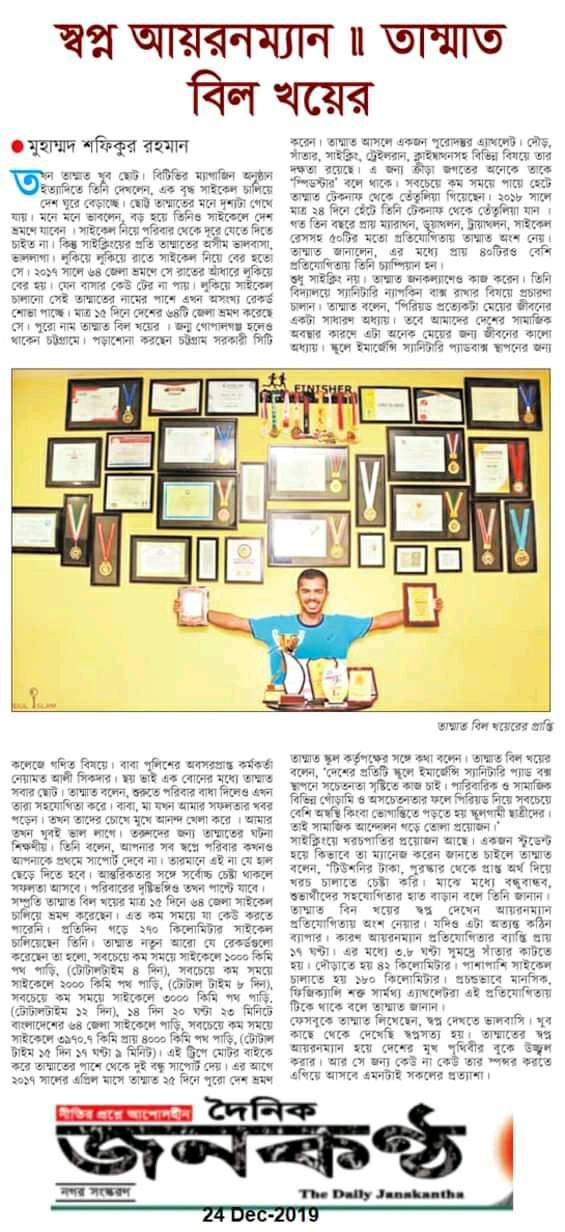 স্বপ্ন আয়রনম্যান ॥ তাম্মাত
বিল খয়ের
মুহাম্মদ শফিকুর রহমান
তখন তাম্মাত খুব ছোট। বিটিভির ম্যাগাজিন অনুষ্ঠান
ইত্যাদিতে তিনি দেখলেন, এক বৃদ্ধ সাইকেল চালিয়ে
দেশ ঘুরে বেড়াচ্ছে। ছোট্ট তাম্মাতের মনে দৃশ্যটা গেথে
যায়। মনে মনে ভাবলেন, বড় হয়ে তিনিও সাইকেলে দেশ
ভ্রমণে যাবেন । সাইকেল নিয়ে পরিবার থেকে দূরে যেতে দিতে
চাইত না। কিন্তু সাইক্লিংয়ের প্রতি তাম্মাতের অসীম ভালবাসা,
ভাললাগা। লুকিয়ে লুকিয়ে রাতে সাইকেল নিয়ে বের হতো
সে। ২০১৭ সালে ৬৪ জেলা ভ্রমণে সে রাতের আঁধারে লুকিয়ে
বের হয়। যেন বাসার কেউ টের না পায়। লুকিয়ে সাইকেল
চালানো সেই তাম্মাতের নামের পাশে এখন অসংখ্য রেকর্ড
শোভা পাচ্ছে। মাত্র ১৫ দিনে দেশের ৬৪টি জেলা ভ্রমণ করেছে
সে। পুরো নাম তাম্মাত বিল খয়ের । জন্ম গোপালগঞ্জ হলেও
থাকেন চট্টগ্রামে। পড়াশোনা করছেন চট্টগ্রাম সরকারী সিটি
করেন। তাম্মাত আসলে একজন পুরোদস্তুর এ্যাথলেট। দৌড়,
সাঁতার, সাইক্লিং, ট্রেইলরান, ক্লাইম্বাথনসহ বিভিন্ন বিষয়ে তার
দক্ষতা রয়েছে। এ জন্য ক্রীড়া জগতের অনেকে তাকে
'স্পিডস্টার' বলে থাকে। সবচেয়ে কম সময়ে পায়ে হেটে
তাম্মাত টেকনাফ থেকে তেঁতুলিয়া গিয়েছেন। ২০১৮ সালে
মাত্র ২৪ দিনে হেঁটে তিনি টেকনাফ থেকে তেঁতুলিয়া যান ।
গত তিন বছরে প্রায় ম্যারাথন, ডুয়াথলন, ট্রায়াথলন, সাইকেল
রেসসহ ৫০টির মতো প্রতিযোগিতায় তাম্মাত অংশ নেয়।
তাম্মাত জানালেন, এর মধ্যে প্রায় ৪০টিরও বেশি
প্রতিযোগিতায় তিনি চ্যাম্পিয়ান হন।
শুধু সাইক্লিং নয়। তাম্মাত জনকল্যাণেও কাজ করেন। তিনি
বিদ্যালয়ে স্যানিটারি ন্যাপকিন বাক্স রাখার বিষয়ে প্রচারণা
চালান। তাম্মাত বলেন, 'পিরিয়ড প্রত্যেকটা মেয়ের জীবনের
একটা সাধারণ অধ্যায়। তবে আমাদের দেশের সামাজিক
অবস্থার কারণে এটা অনেক মেয়ের জন্য জীবনের কালো
অধ্যায়। স্কুলে ইমার্জেন্সি স্যানিটারি প্যাডবাক্স স্থাপনের জন্য
FINISHER
তাম্মাত বিল খয়েরের প্রাপ্তি
কলেজে গণিত বিষয়ে। বাবা পুলিশের অবসরপ্রাপ্ত কর্মকর্তা
নেয়ামত আলী সিকদার। ছয় ভাই এক বোনের মধ্যে তাম্মাত
সবার ছোট। তাম্মাত বলেন, শুরুতে পরিবার বাধা দিলেও এখন
তারা সহযোগিতা করে। বাবা, মা যখন আমার সফলতার খবর
পড়েন। তখন তাদের চোখে মুখে আনন্দ খেলা করে । আমার
তখন খুবই ভাল লাগে। তরুণদের জন্য তাম্মাতের ঘটনা
শিক্ষণীয়। তিনি বলেন, আপনার সব স্বপ্নে পরিবার কখনও
আপনাকে প্রথমে সাপোর্ট দেবে না। তারমানে এই না যে হাল
ছেড়ে দিতে হবে। আন্তরিকতার সঙ্গে সর্বোচ্চ চেষ্টা থাকলে
সফলতা আসবে। পরিবারের দৃষ্টিভঙ্গিও তখন পাল্টে যাবে।
সম্প্রতি তাম্মাত বিল খয়ের মাত্র ১৫ দিনে ৬৪ জেলা সাইকেল
চালিয়ে ভ্রমণ করেছেন। এত কম সময়ে যা কেউ করতে
পারেনি। প্রতিদিন গড়ে ২৭০ কিলোমিটার সাইকেল
চালিয়েছেন তিনি। তাম্মাত নতুন আরো যে রেকর্ডগুলো
করেছেন তা হলো, সবচেয়ে কম সময়ে সাইকেলে ১০০০ কিমি
পথ পাড়ি, (টোটালটাইম ৪ দিন), সবচেয়ে কম সময়ে
সাইকেলে ২০০০ কিমি পথ পাড়ি, (টোটাল টাইম ৮ দিন),
সবচেয়ে কম সময়ে সাইকেলে ৩০০০ কিমি পথ পাড়ি,
(টোটালটাইম ১২ দিন), ১৪ দিন ২০ ঘন্টা ২৩ মিনিটে
বাংলাদেশের ৬৪ জেলা সাইকেলে পাড়ি, সবচেয়ে কম সময়ে
সাইকেলে ৩৯৭০.৭ কিমি প্রায় ৪০০০ কিমি পথ পাড়ি, (টোটাল
টাইম ১৫ দিন ১৭ ঘন্টা ৯ মিনিট)। এই ট্রিপে মোটর বাইকে
করে তাম্মাতের পাশে থেকে দুই বন্ধু সাপোর্ট দেয়। এর আগে
২০১৭ সালের এপ্রিল মাসে তাম্মাত ২৫ দিনে পুরো দেশ ভ্রমণ
তাম্মাত স্কুল কর্তৃপক্ষের সঙ্গে কথা বলেন। তাম্মাত বিল খয়ের
বলেন, 'দেশের প্রতিটি স্কুলে ইমার্জেন্সি স্যানিটারি প্যাড বক্স
স্থাপনে সচেতনতা সৃষ্টিতে কাজ চাই। পারিবারিক ও সামাজিক
বিভিন্ন গোঁড়ামি ও অসচেতনতার ফলে পিরিয়ড নিয়ে সবচেয়ে
বেশি অস্বস্তি কিংবা ভোগান্তিতে পড়তে হয় স্কুলগামী ছাত্রীদের।
তাই সামাজিক আন্দোলন গড়ে তোলা প্রয়োজন।'
সাইক্লিংয়ে খরচপাতির প্রয়োজন আছে। একজন স্টুডেন্ট
হয়ে কিভাবে তা ম্যানেজ করেন জানতে চাইলে তাম্মাত
বলেন, 'টিউশনির টাকা, পুরস্কার থেকে প্রাপ্ত অর্থ দিয়ে
খরচ চালাতে চেষ্টা করি। মাঝে মধ্যে বন্ধুবান্ধব,
শুভার্থীদের সহযোগিতার হাত বাড়ান বলে তিনি জানান।
তাম্মাত বিন খয়ের স্বপ্ন দেখেন আয়রনম্যান
প্রতিযোগিতায় অংশ নেয়ার। যদিও এটা অত্যন্ত কঠিন
ব্যাপার। কারণ আয়রনম্যান প্রতিযোগিতার ব্যাপ্তি প্রায়
১৭ ঘন্টা। এর মধ্যে ৩.৮ ঘন্টা সুমদ্রে সাঁতার কাটতে
হয়। দৌড়াতে হয় ৪২ কিলোমিটার। পাশাপাশি সাইকেল
চালাতে হয় ১৮০ কিলোমিটার। প্রচন্ডভাবে মানসিক,
ফিজিক্যালি শক্ত সার্মথ্য এ্যাথলেটরা এই প্রতিযোগিতায়
টিকে থাকে বলে তাম্মাত জানান।
ফেসবুকে তাম্মাত লিখেছেন, স্বপ্ন দেখতে ভালবাসি। খুব
কাছে থেকে দেখেছি স্বপ্নসত্য হয়। তাম্মাতের স্বপ্ন
আয়রনম্যান হয়ে দেশের মুখ পৃথিবীর বুকে উজ্জ্বল
করার। আর সে জন্য কেউ না কেউ তার স্পন্সর করতে
এগিয়ে আসবে এমনটাই সকলের প্রত্যাশা।
নীতির প্রশ্নে আপোসহীন
দৈনিক
জনকণ্ঠ
নগর সংস্করণ
The Daily Janakantha
24 Dec-2019